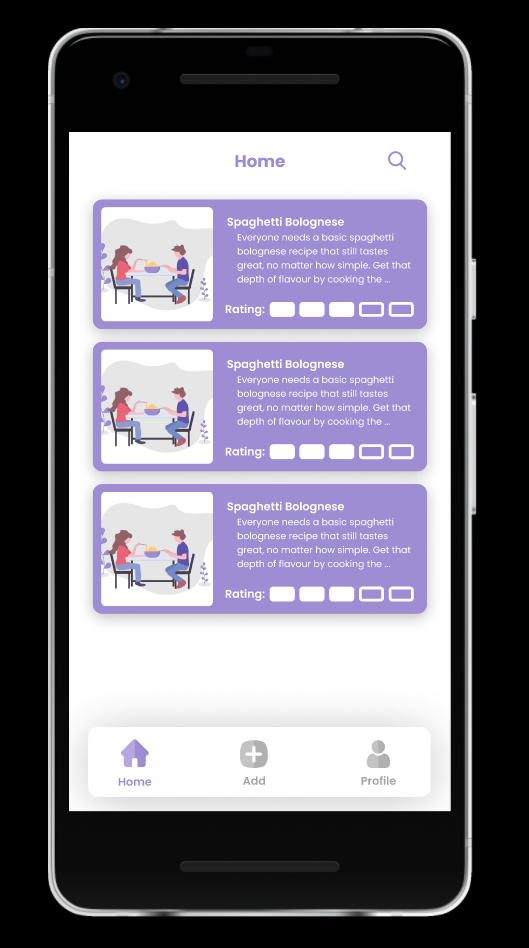 Home
Spaghetti Bolognese
Everyone needs a basic spaghetti
bolognese recipe that still tastes
great, no matter how simple. Get that
depth of flavour by cooking the ...
Rating:
Spaghetti Bolognese
Everyone needs a basic spaghetti
bolognese recipe that still tastes
great, no matter how simple. Get that
depth of flavour by cooking the ...
Rating:
Spaghetti Bolognese
Everyone needs a basic spaghetti
bolognese recipe that still tastes
great, no matter how simple. Get that
depth of flavour by cooking the ...
Rating:
Home Add Profile